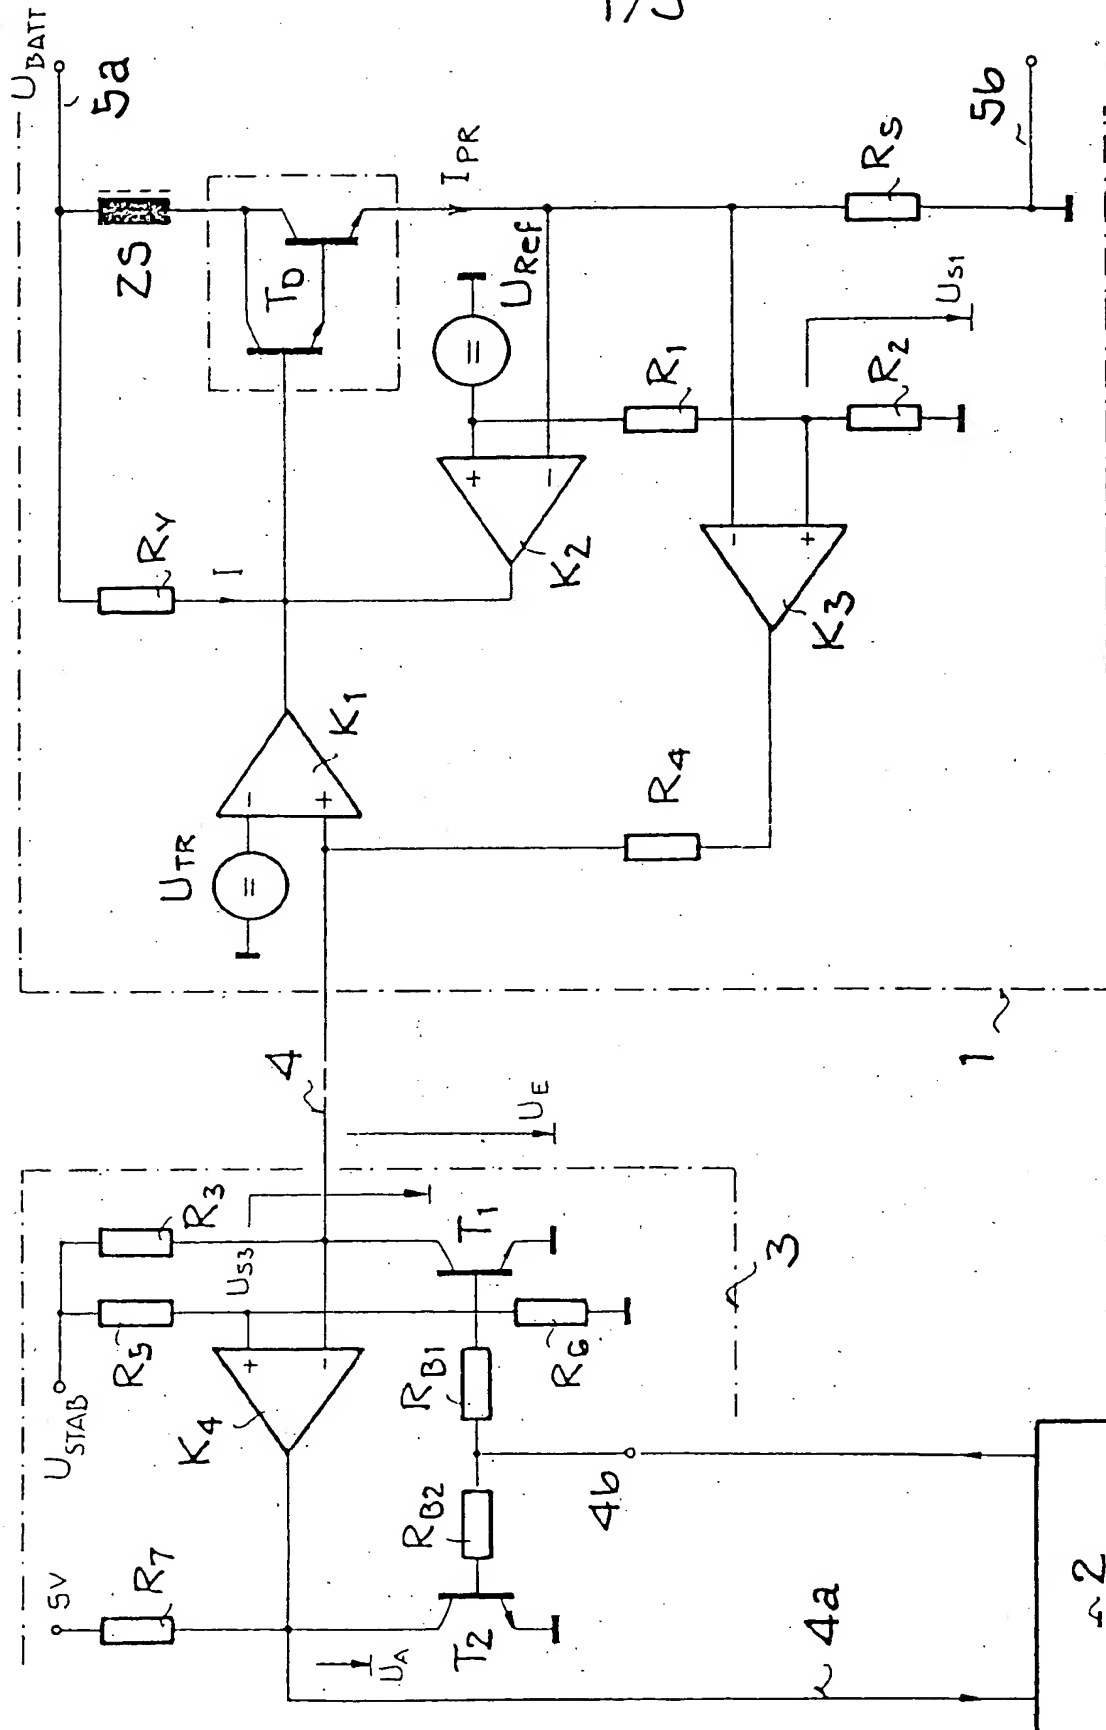 1/3
U_BATT
5a
ZS
T_D
I_PR
U_Ref
R_V
I
K_2
R_1
U_S1
R_2
R_S
5b
K_3
K_1
U_TR
R_4
4
U_E
1
R_3
U_S3
T_1
3
R_5
R_6
U_STAB
K_4
R_B1
R_B2
4b
5V
R_7
U_A
T_2
4a
2
=
=
+
-
-
+
-
+
+
-